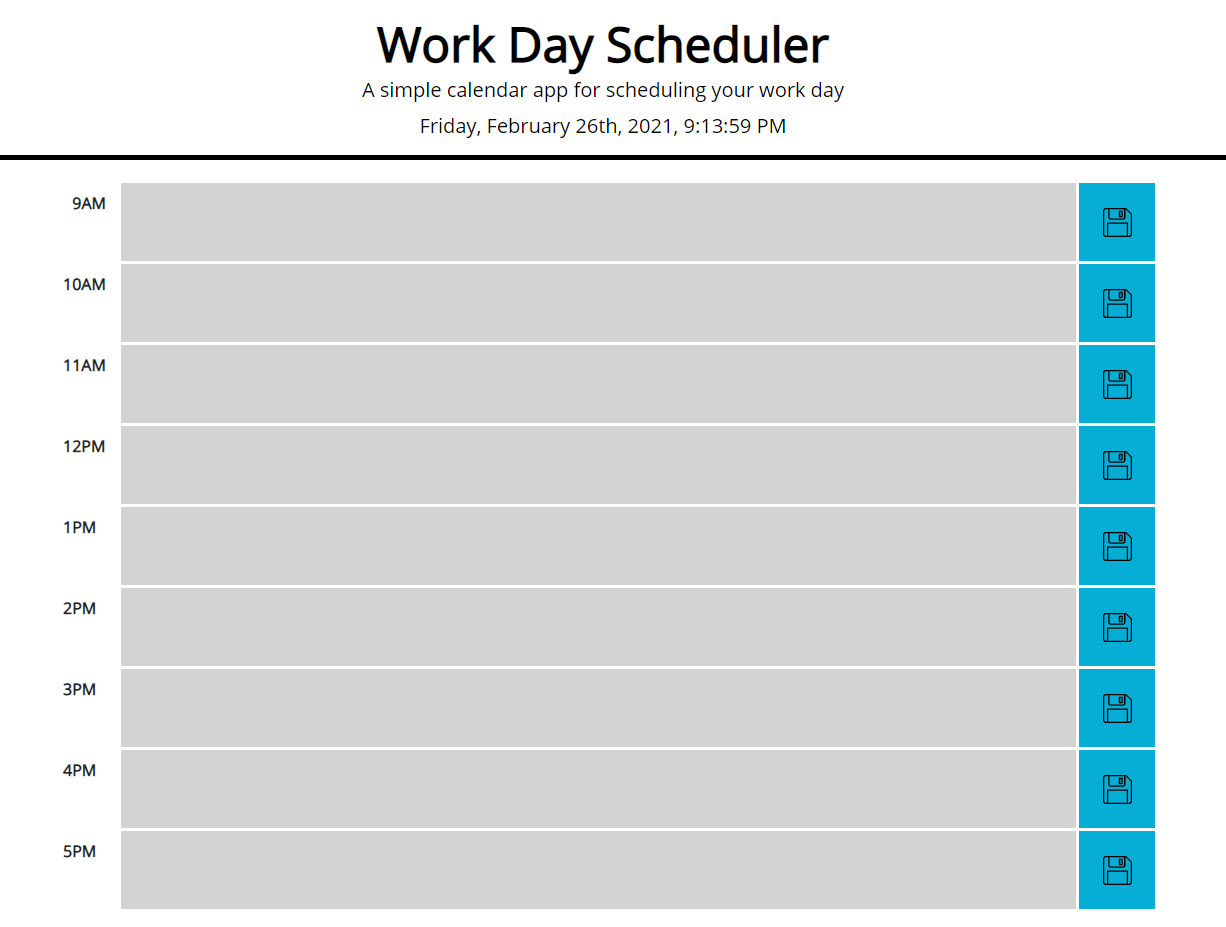 Work Day Scheduler
A simple calendar app for scheduling your work day
Friday, February 26th, 2021, 9:13:59 PM
9AM
10AM
11AM
12PM
1PM
2PM
3PM
4PM
5PM